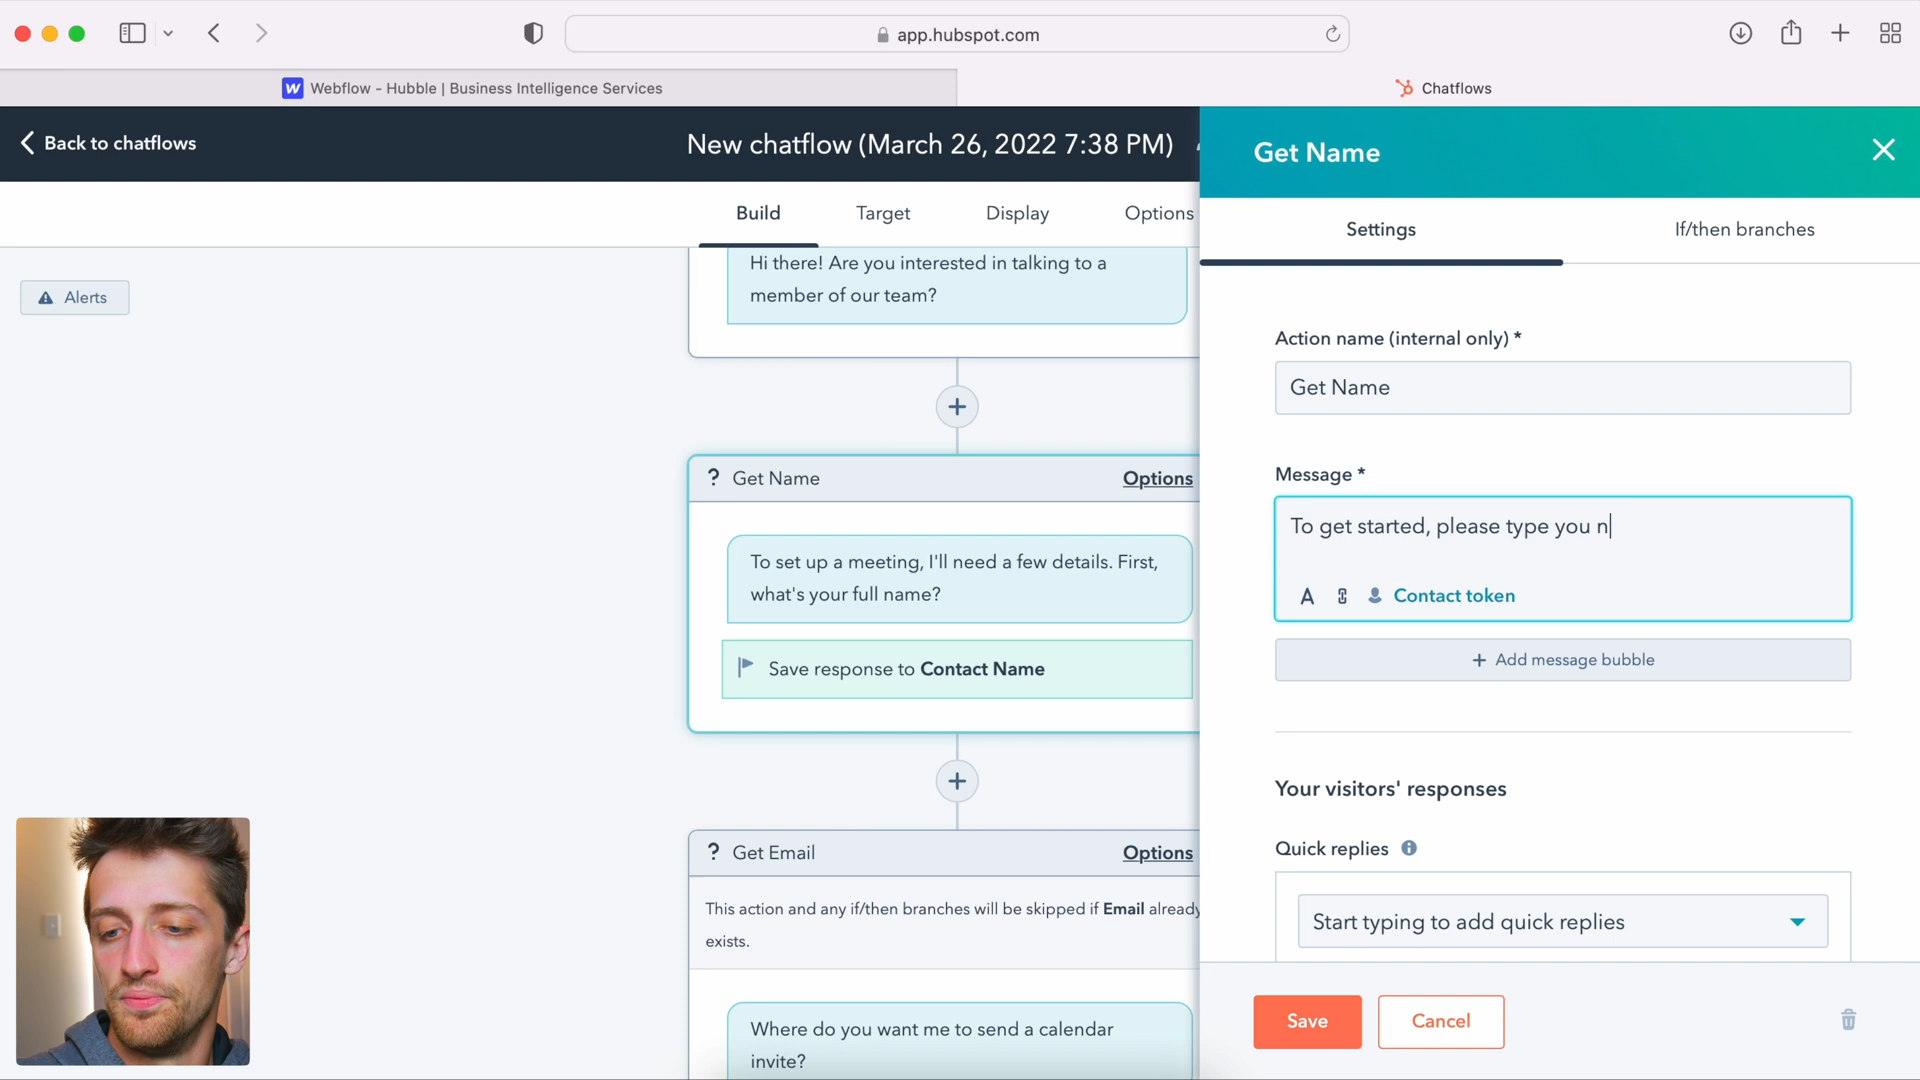 app.hubspot.com
Webflow - Hubble | Business Intelligence Services
Chatflows
Back to chatflows
New chatflow (March 26, 2022 7:38 PM)
Build
Target
Display
Options
Alerts
Hi there! Are you interested in talking to a
member of our team?
? Get Name
Options
To set up a meeting, I'll need a few details. First,
what's your full name?
Save response to Contact Name
? Get Email
Options
This action and any if/then branches will be skipped if Email already
exists.
Where do you want me to send a calendar
invite?
Get Name
Settings
If/then branches
Action name (internal only) *
Get Name
Message *
To get started, please type you n
A
Contact token
+ Add message bubble
Your visitors' responses
Quick replies
Start typing to add quick replies
Save
Cancel